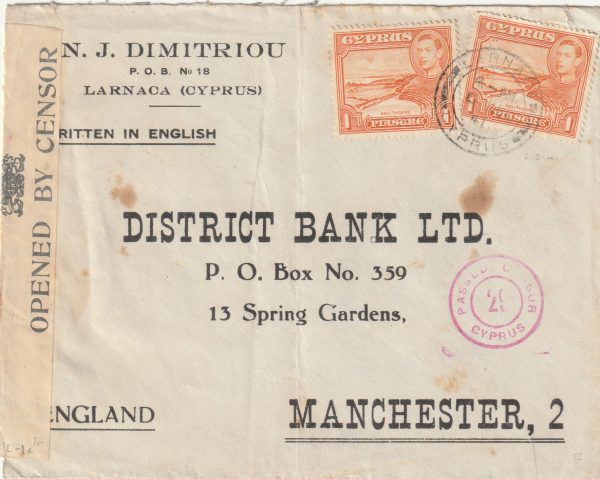 OPENED BY CENSOR
N. J. DIMITRIOU
P. O. B. No 18
LARNACA (CYPRUS)
RITTEN IN ENGLISH
CYPRUS
1
PIASTRE
CYPRUS
1
PIASTRE
DISTRICT BANK LTD.
P. O. Box No. 359
13 Spring Gardens,
PASSED CENSOR
CYPRUS
ENGLAND
MANCHESTER, 2